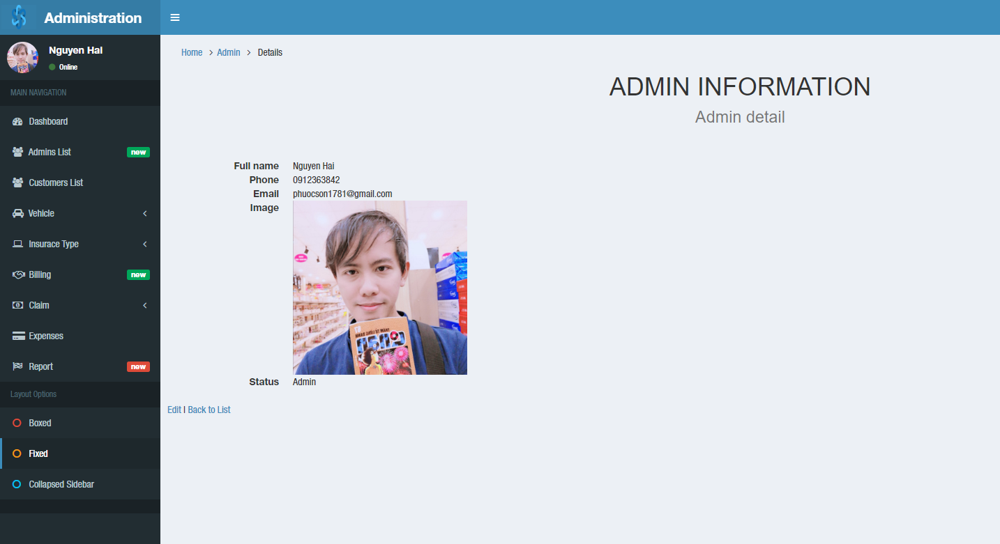 Administration
Nguyen Hai
Online
MAIN NAVIGATION
Dashboard
Admins List new
Customers List
Vehicle
Insurace Type
Billing new
Claim
Expenses
Report new
Layout Options
Boxed
Fixed
Collapsed Sidebar
Home > Admin > Details
ADMIN INFORMATION
Admin detail
Full name Nguyen Hai
Phone 0912363842
Email phuocson1781@gmail.com
Image
Status Admin
Edit | Back to List